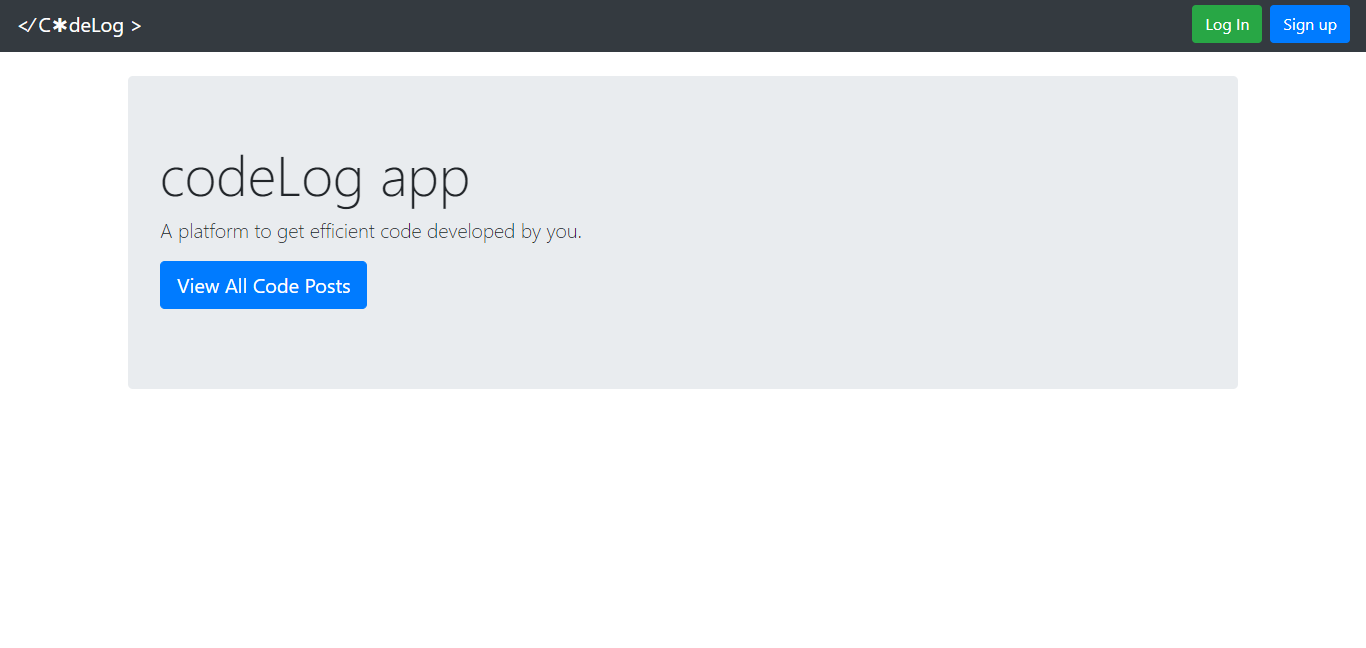 </C✱deLog >
Log In
Sign up
codeLog app
A platform to get efficient code developed by you.
View All Code Posts